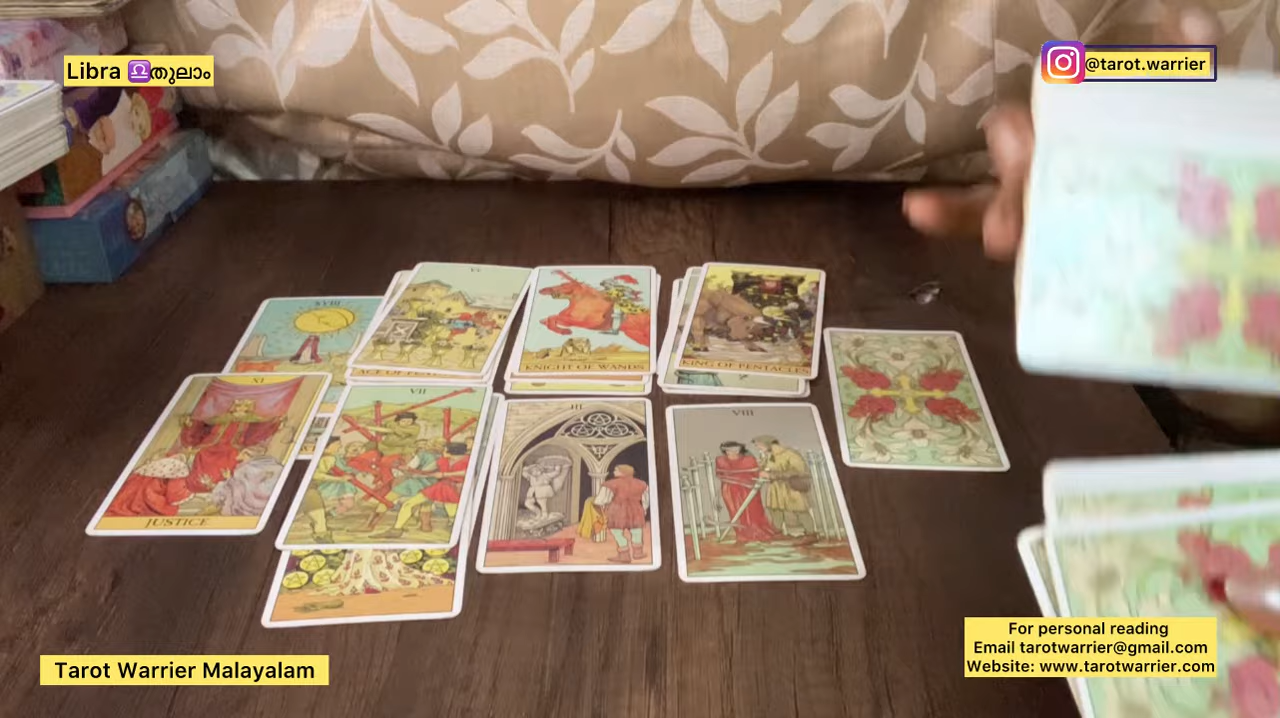 Libra ♎തുലാം
@tarot.warrier
XVIII
VI
KNIGHT OF WANDS
KING OF PENTACLES
XI
VII
III
VIII
JUSTICE
For personal reading
Email tarotwarrier@gmail.com
Website: www.tarotwarrier.com
Tarot Warrier Malayalam